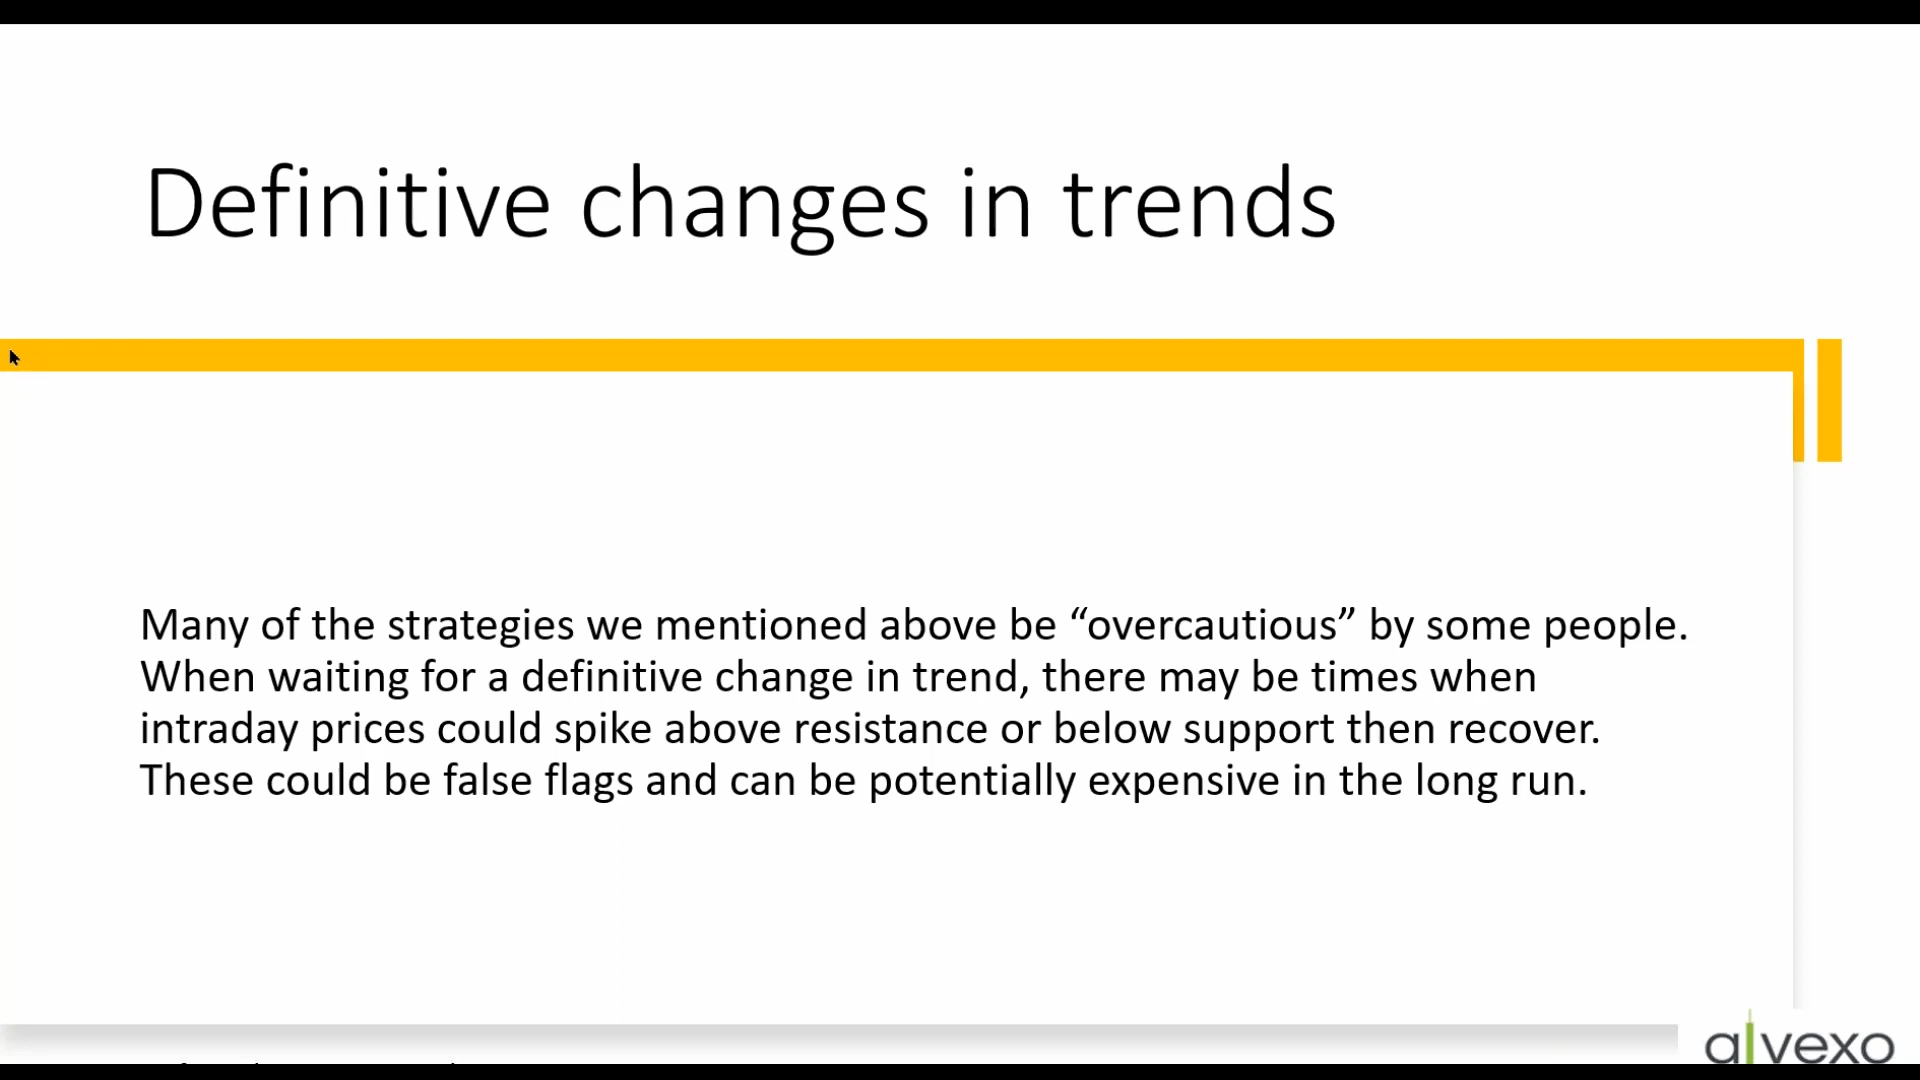 Definitive changes in trends
Many of the strategies we mentioned above be “overcautious” by some people.
When waiting for a definitive change in trend, there may be times when
intraday prices could spike above resistance or below support then recover.
These could be false flags and can be potentially expensive in the long run.
alvexo